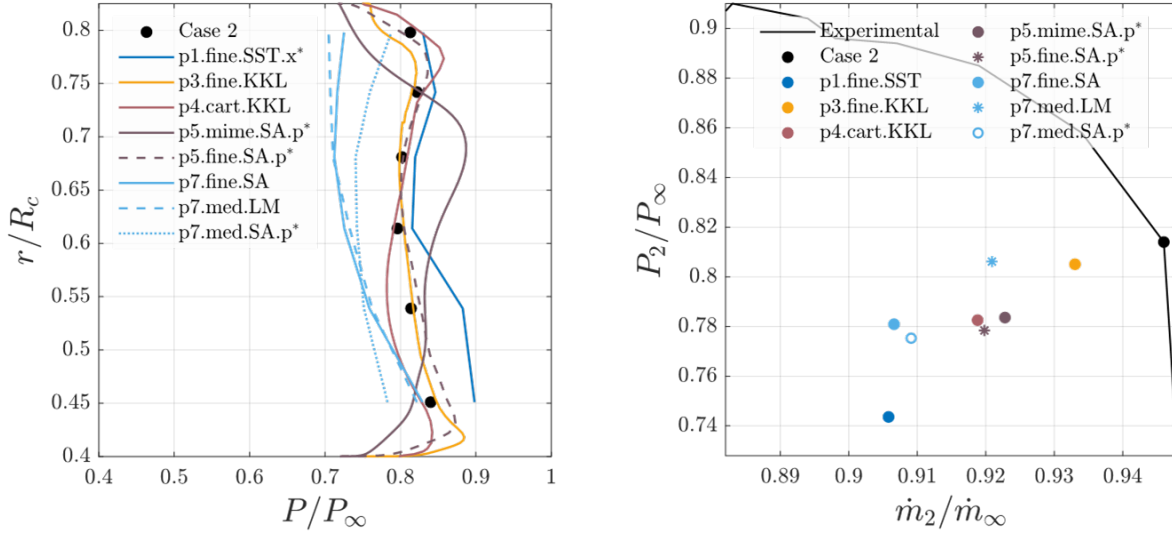 0.8
0.75
0.7
0.65
0.6
0.55
0.5
0.45
0.4
r/R_c
Case 2
p1.fine.SST.x*
p3.fine.KKL
p4.cart.KKL
p5.mime.SA.p*
p5.fine.SA.p*
p7.fine.SA
p7.med.LM
p7.med.SA.p*
0.4 0.5 0.6 0.7 0.8 0.9 1
P/P_∞
0.9
0.88
0.86
0.84
0.82
0.8
0.78
0.76
0.74
P_2/P_∞
Experimental
Case 2
p1.fine.SST
p3.fine.KKL
p4.cart.KKL
p5.mime.SA.p*
p5.fine.SA.p*
p7.fine.SA
p7.med.LM
p7.med.SA.p*
0.89 0.9 0.91 0.92 0.93 0.94
ṁ_2/ṁ_∞